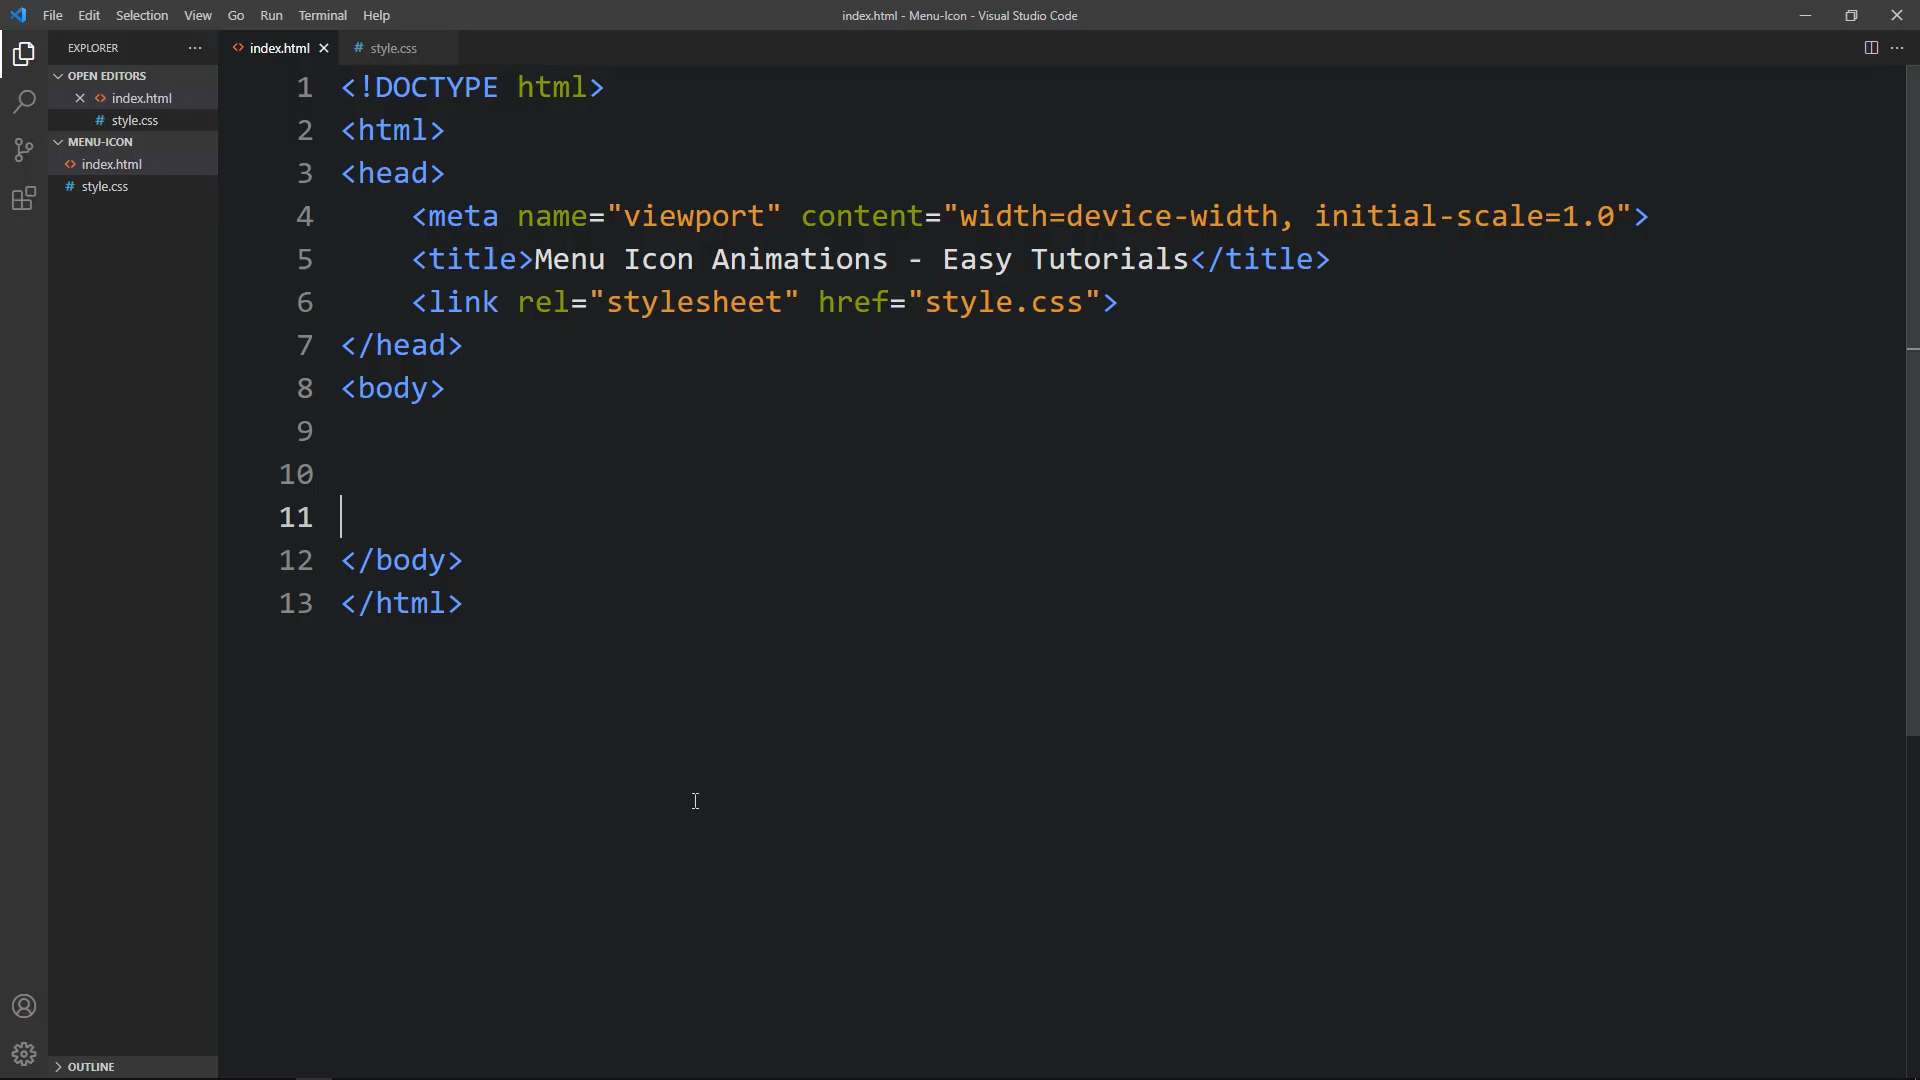 File Edit Selection View Go Run Terminal Help
index.html - Menu-Icon - Visual Studio Code
EXPLORER
OPEN EDITORS
index.html
style.css
MENU-ICON
index.html
style.css
OUTLINE
index.html
style.css
1 <!DOCTYPE html>
2 <html>
3 <head>
4     <meta name="viewport" content="width=device-width, initial-scale=1.0">
5     <title>Menu Icon Animations - Easy Tutorials</title>
6     <link rel="stylesheet" href="style.css">
7 </head>
8 <body>
9
10
11
12 </body>
13 </html>